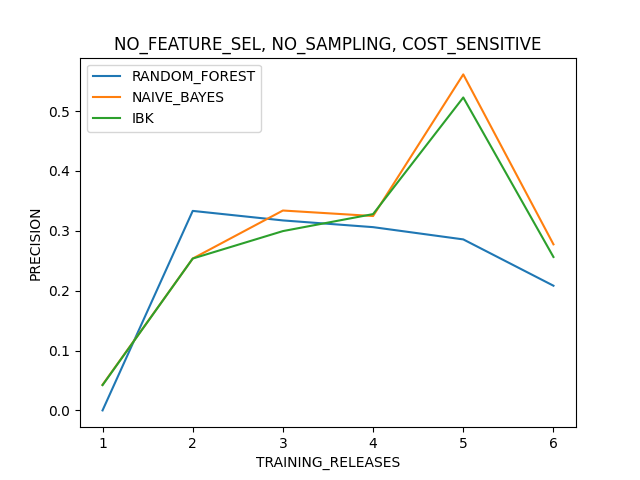 NO_FEATURE_SEL, NO_SAMPLING, COST_SENSITIVE
RANDOM_FOREST
NAIVE_BAYES
IBK
0.5
0.4
0.3
0.2
0.1
0.0
PRECISION
1 2 3 4 5 6
TRAINING_RELEASES